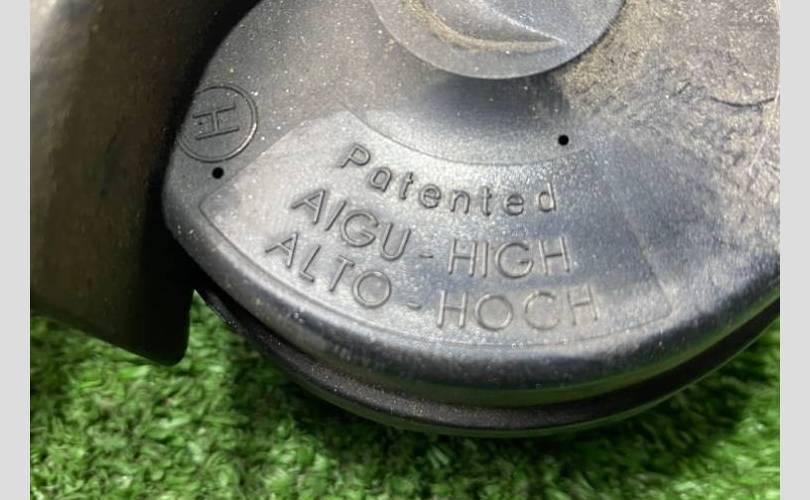 H
Patented
AIGU - HIGH
ALTO - HOCH